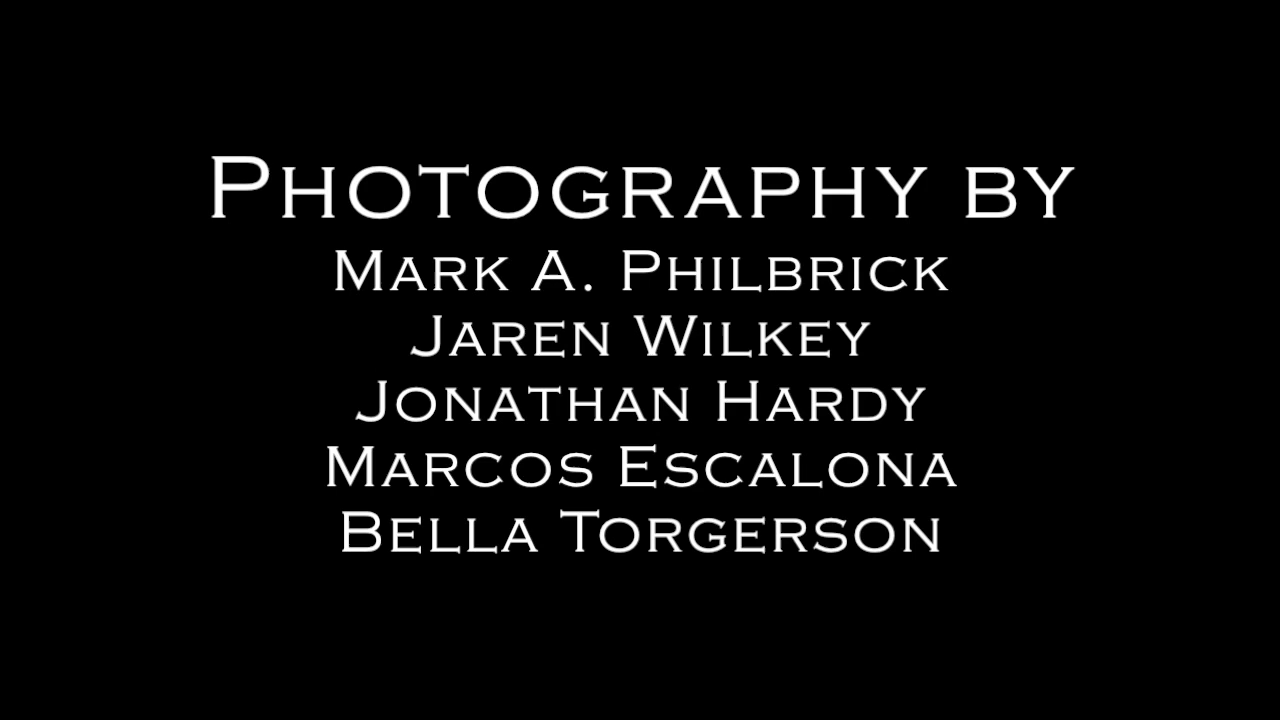 Photography by
Mark A. Philbrick
Jaren Wilkey
Jonathan Hardy
Marcos Escalona
Bella Torgerson